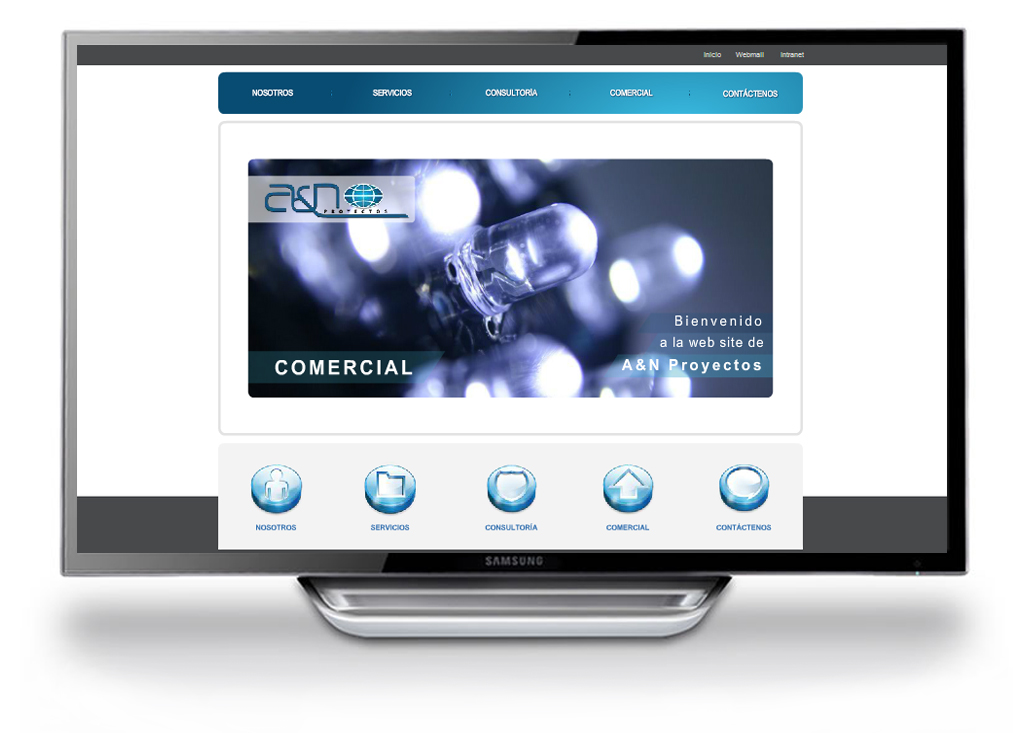 Inicio Webmail Intranet
NOSOTROS SERVICIOS CONSULTORÍA COMERCIAL CONTÁCTENOS
A&N
PROYECTOS
Bienvenido
a la web site de
A&N Proyectos
COMERCIAL
NOSOTROS SERVICIOS CONSULTORÍA COMERCIAL CONTÁCTENOS
SAMSUNG